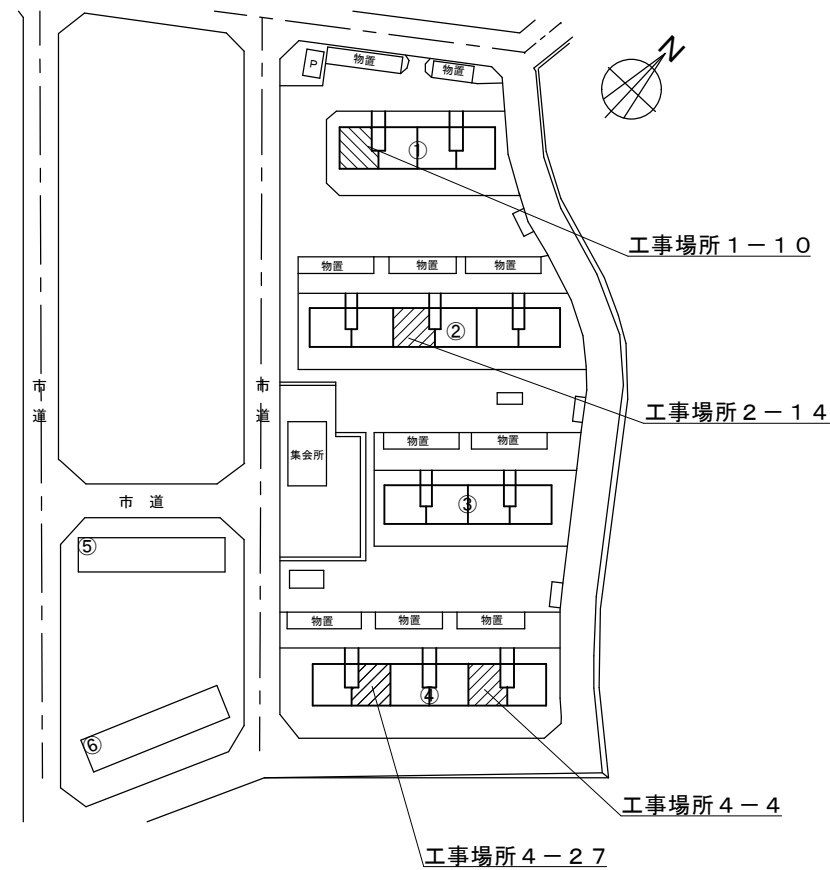 N
P
物置
物置
①
工事場所１－１０
物置
物置
物置
②
市道
市道
工事場所２－１４
物置
物置
集会所
③
市 道
⑤
物置
物置
物置
④
⑥
工事場所４－４
工事場所４－２７